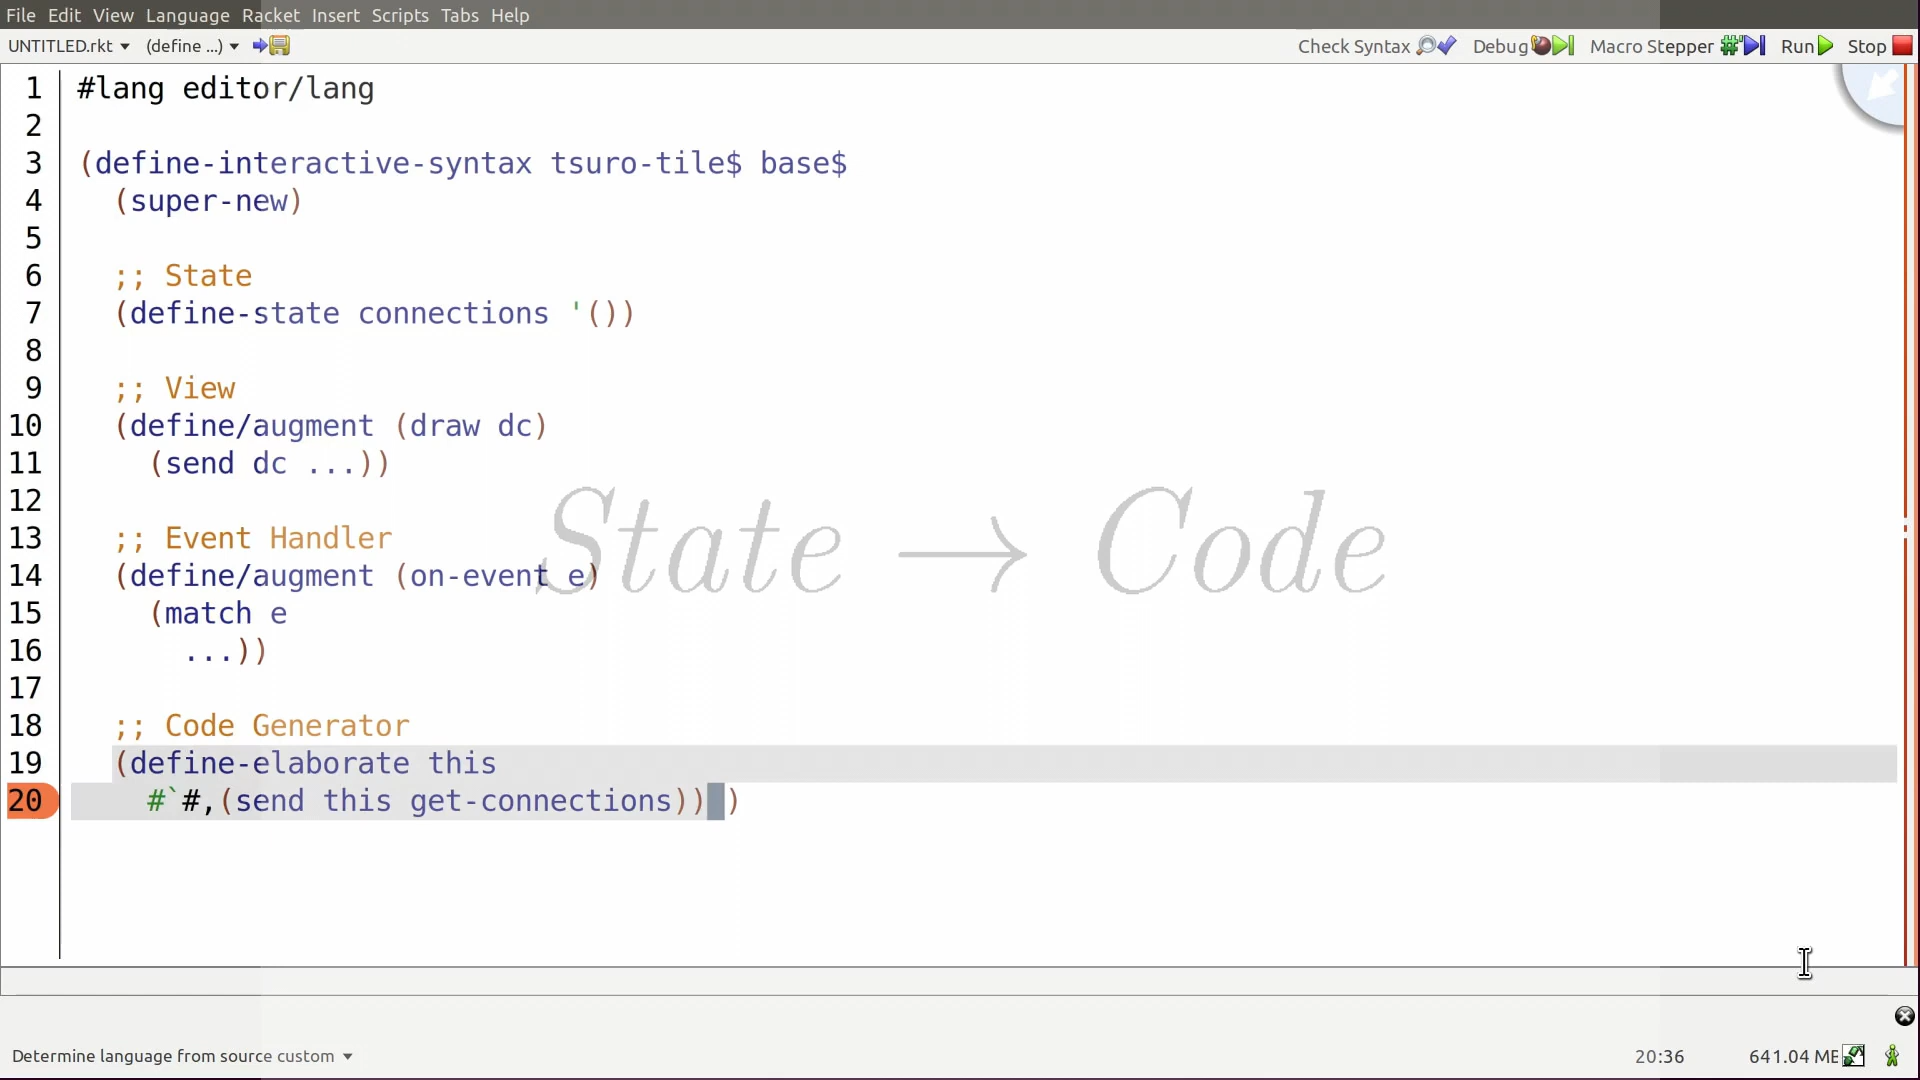 File Edit View Language Racket Insert Scripts Tabs Help
UNTITLED.rkt (define ...) Check Syntax Debug Macro Stepper Run Stop
1 #lang editor/lang
2
3 (define-interactive-syntax tsuro-tile$ base$
4 (super-new)
5
6 ;; State
7 (define-state connections '())
8
9 ;; View
10 (define/augment (draw dc)
11 (send dc ...))
12
13 ;; Event Handler
14 (define/augment (on-event e)
15 (match e
16 ...))
17
18 ;; Code Generator
19 (define-elaborate this
20 #`#,(send this get-connections)) )
State → Code
Determine language from source custom 20:36 641.04 MB